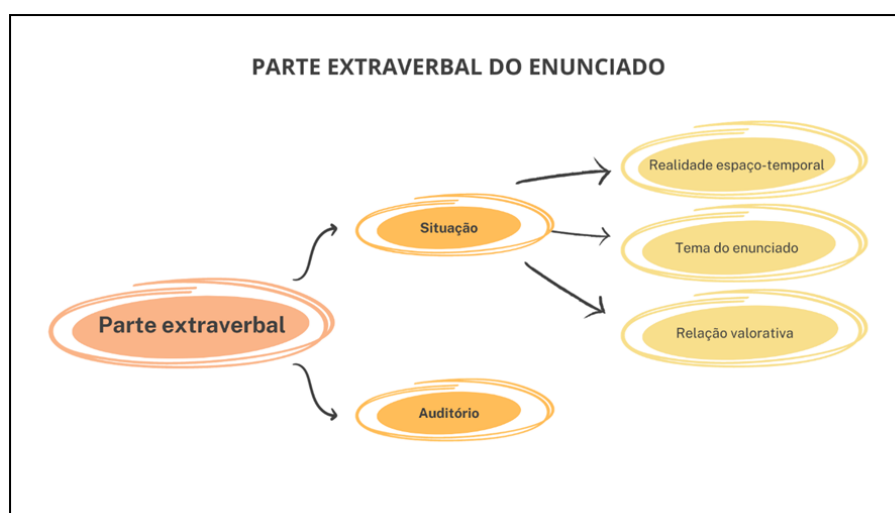 PARTE EXTRAVERBAL DO ENUNCIADO
Realidade espaço-temporal
Situação
Tema do enunciado
Parte extraverbal
Relação valorativa
Auditório